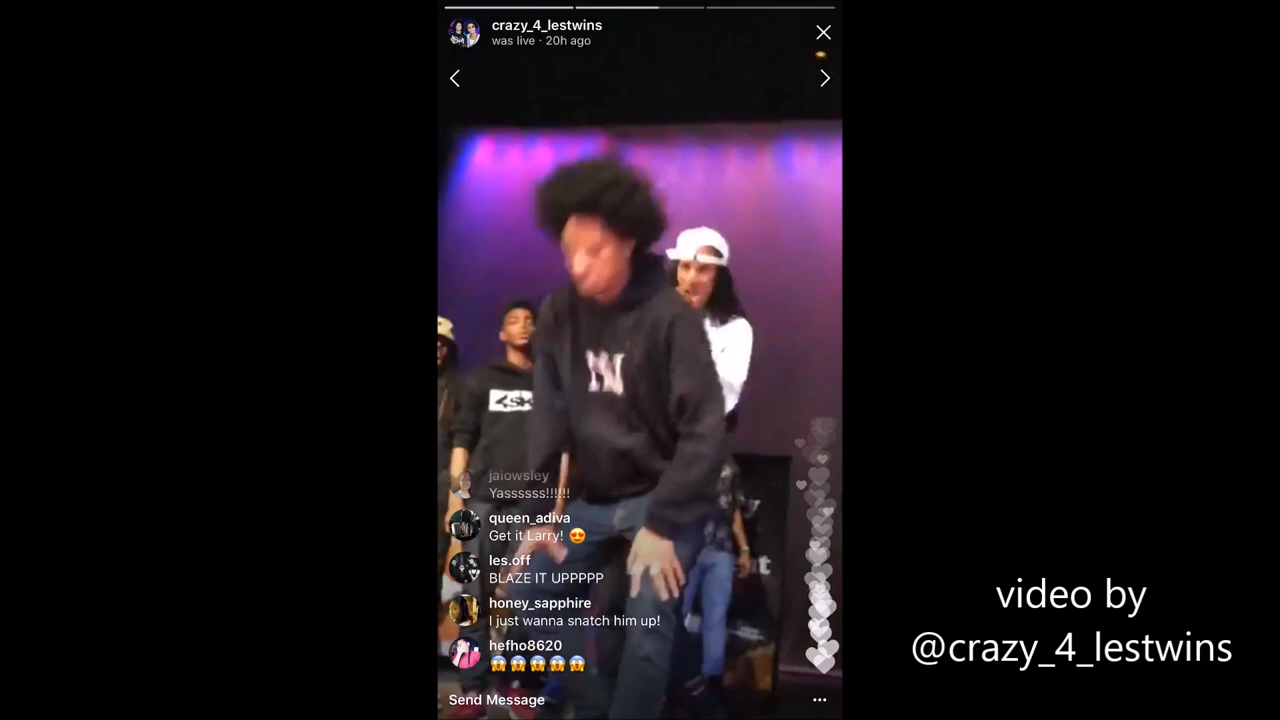 crazy_4_lestwins
was live · 20h ago
jaiowsley
Yassssss!!!!!!
queen_adiva
Get it Larry! 😍
les.off
BLAZE IT UPPPPP
honey_sapphire
I just wanna snatch him up!
hefho8620
😱😱😱😱😱
Send Message
video by
@crazy_4_lestwins